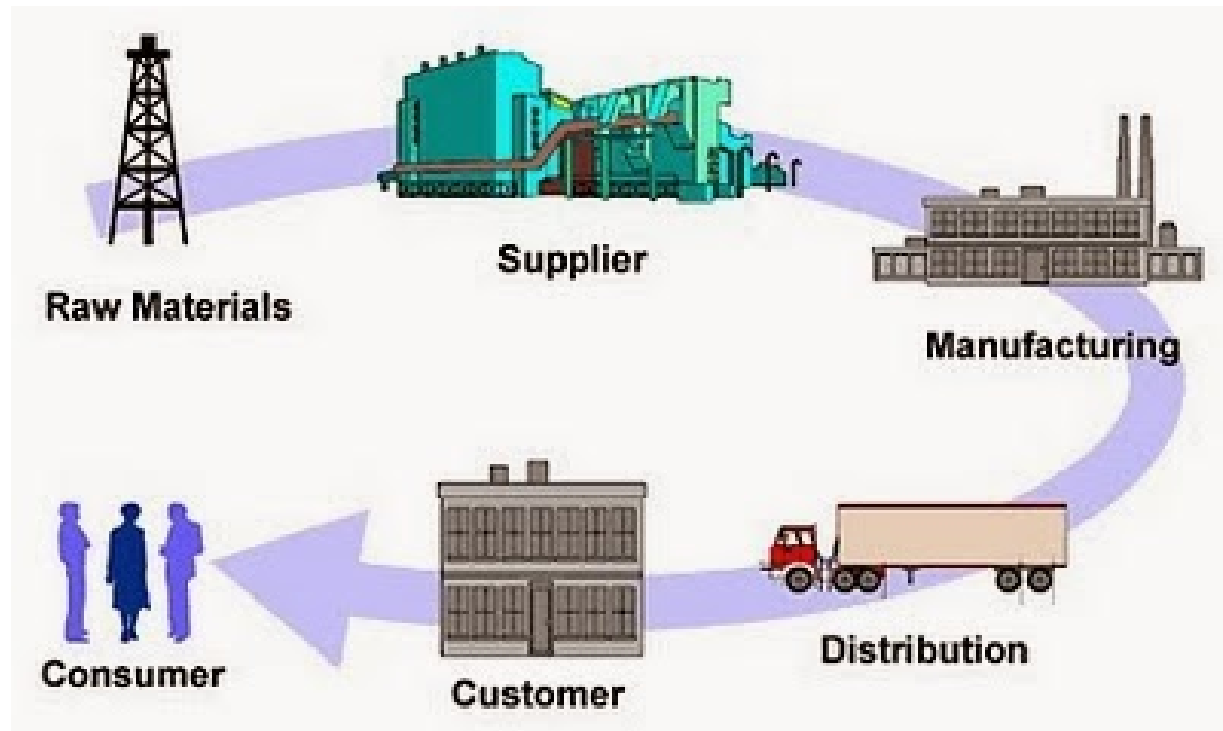 Raw Materials
Supplier
Manufacturing
Distribution
Customer
Consumer